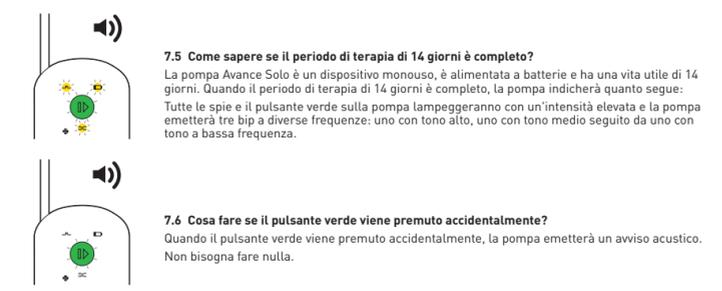 7.5 Come sapere se il periodo di terapia di 14 giorni è completo?
La pompa Avance Solo è un dispositivo monouso, è alimentata a batterie e ha una vita utile di 14
giorni. Quando il periodo di terapia di 14 giorni è completo, la pompa indicherà quanto segue:
Tutte le spie e il pulsante verde sulla pompa lampeggeranno con un'intensità elevata e la pompa
emetterà tre bip a diverse frequenze: uno con tono alto, uno con tono medio seguito da uno con
tono a bassa frequenza.
7.6 Cosa fare se il pulsante verde viene premuto accidentalmente?
Quando il pulsante verde viene premuto accidentalmente, la pompa emetterà un avviso acustico.
Non bisogna fare nulla.